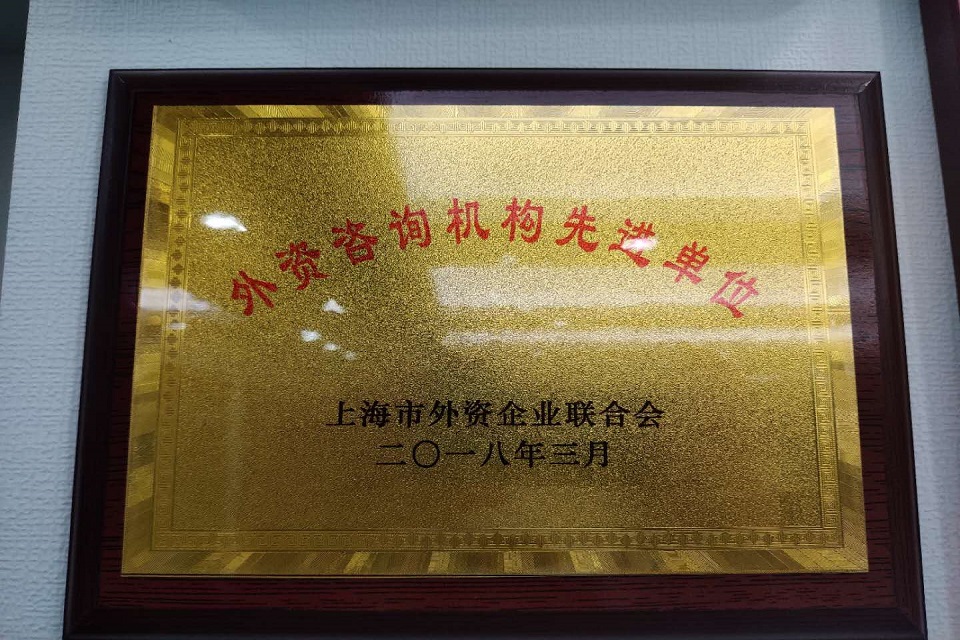 外资咨询机构先进单位
上海市外资企业联合会
二〇一八年三月